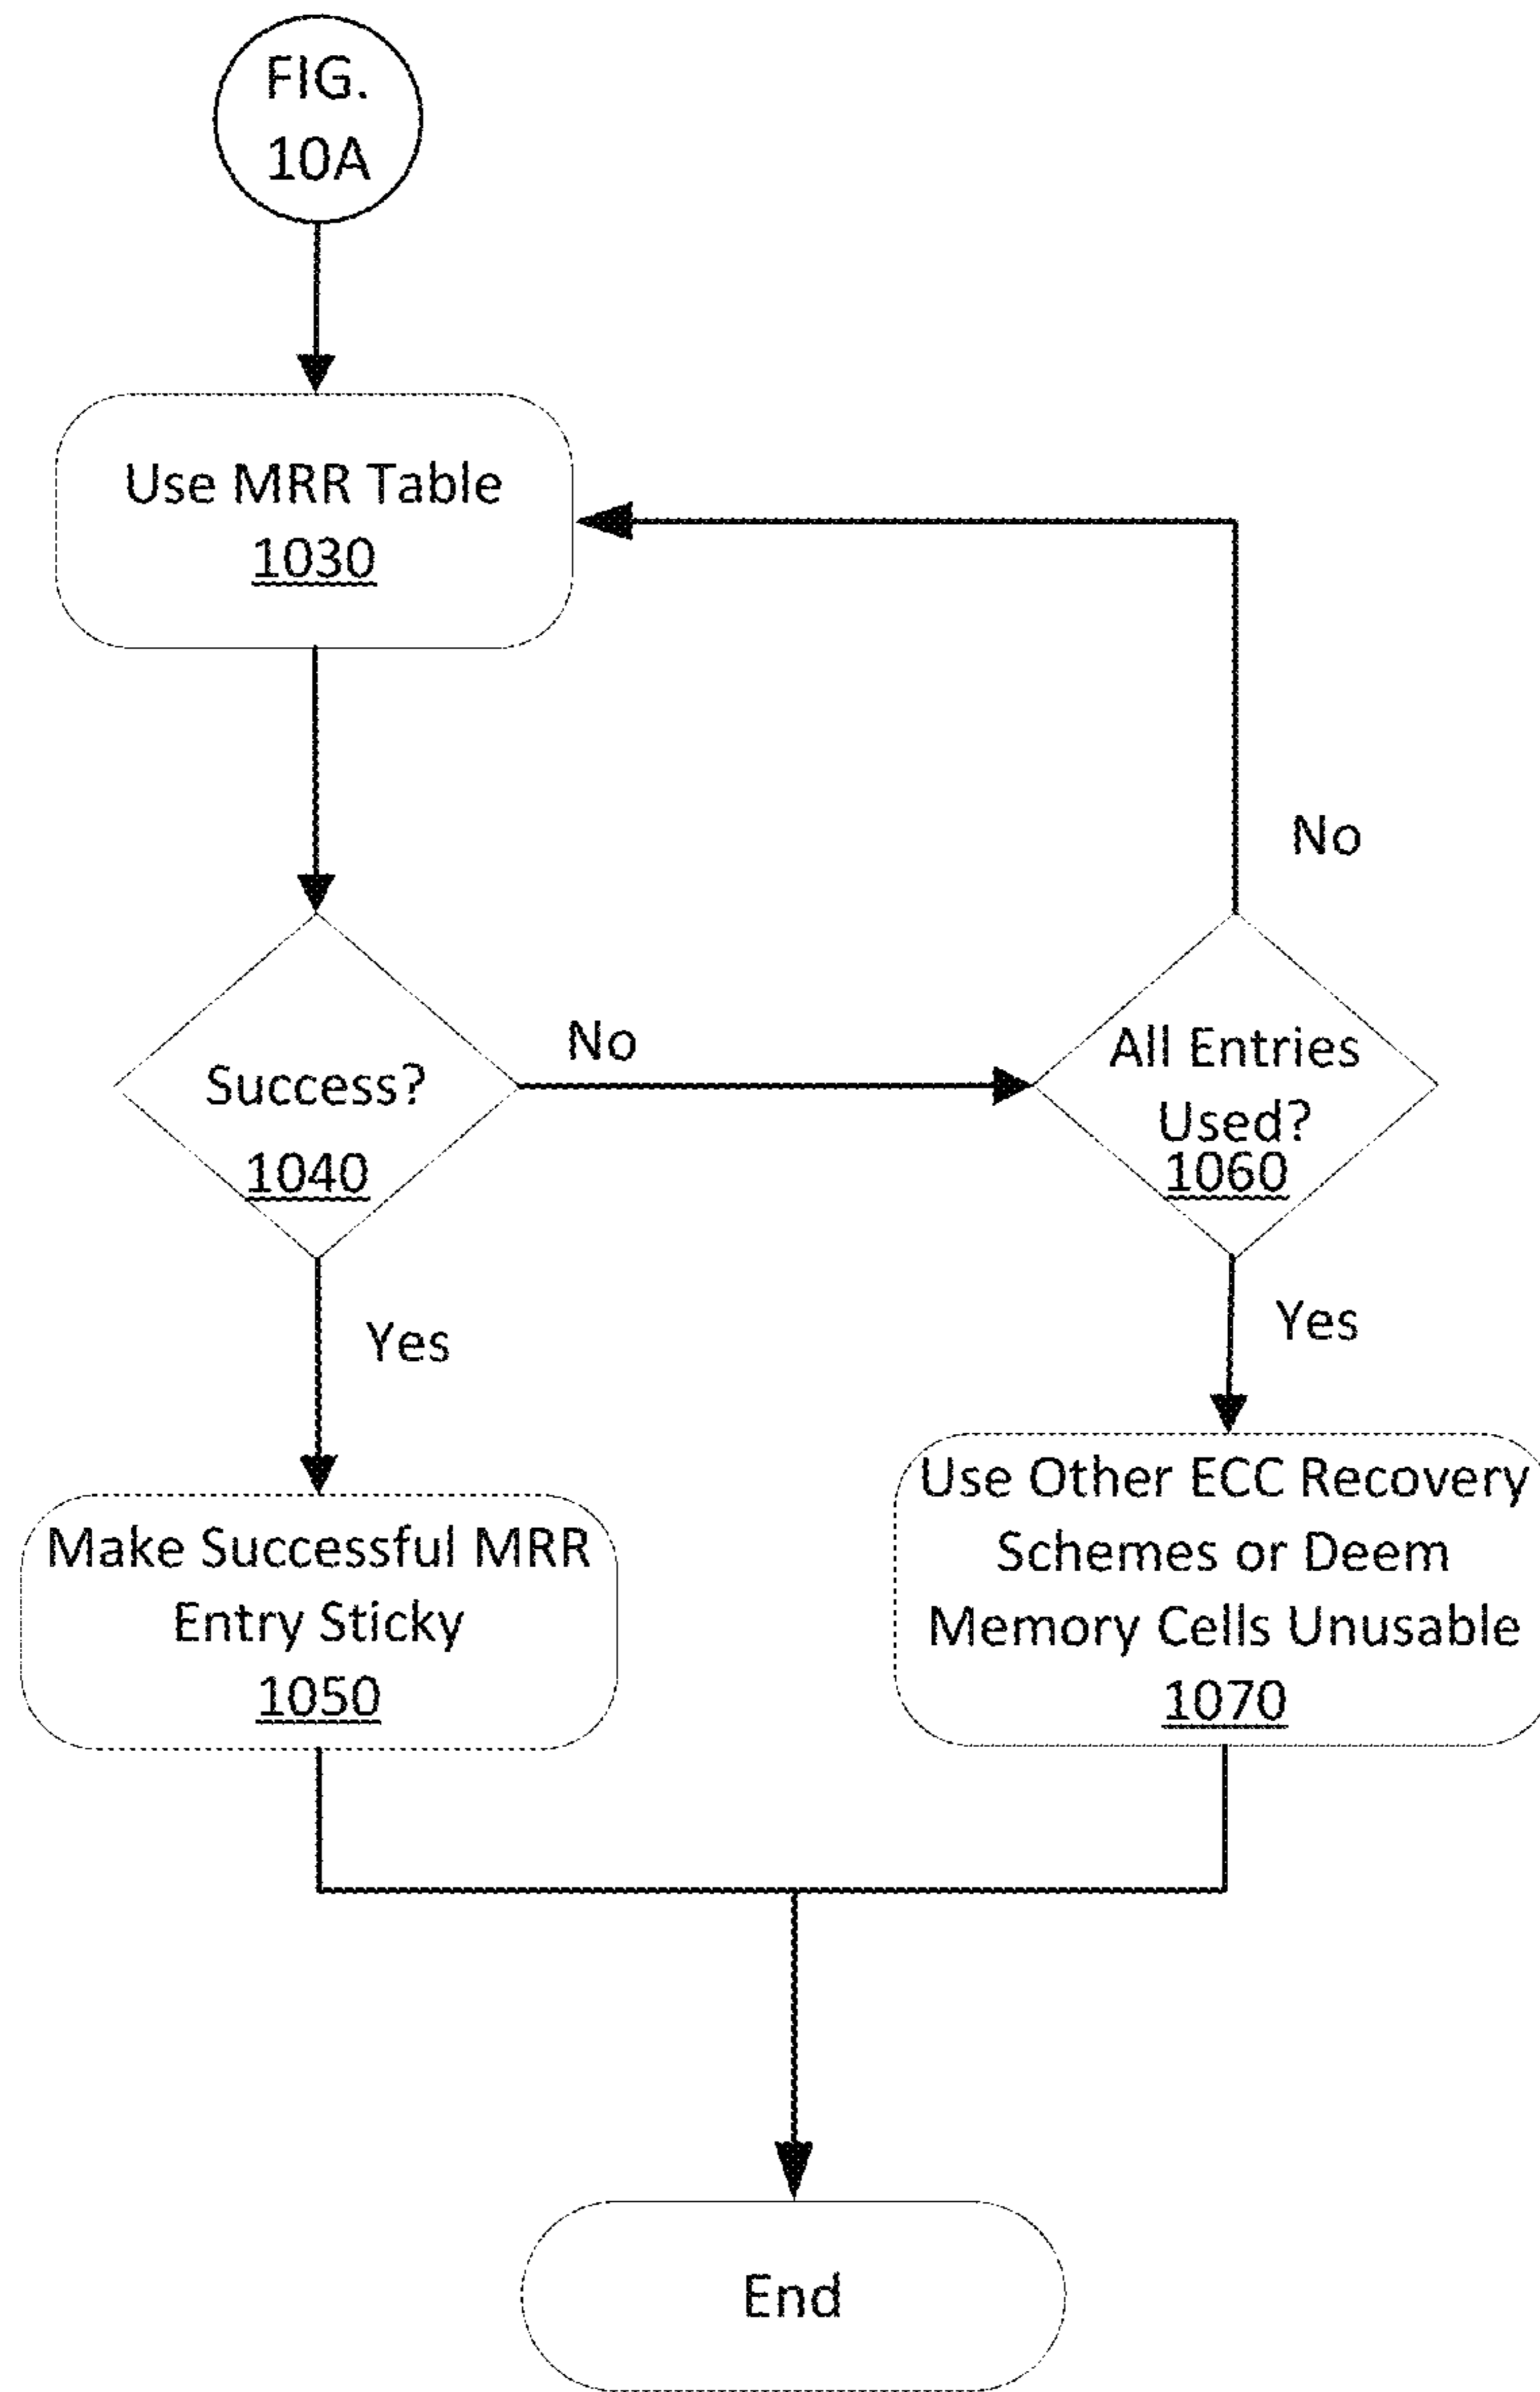 FIG.
10A
Use MRR Table
1030
No
Success?
1040
No
All Entries
Used?
1060
Yes
Yes
Make Successful MRR
Entry Sticky
1050
Use Other ECC Recovery
Schemes or Deem
Memory Cells Unusable
1070
End